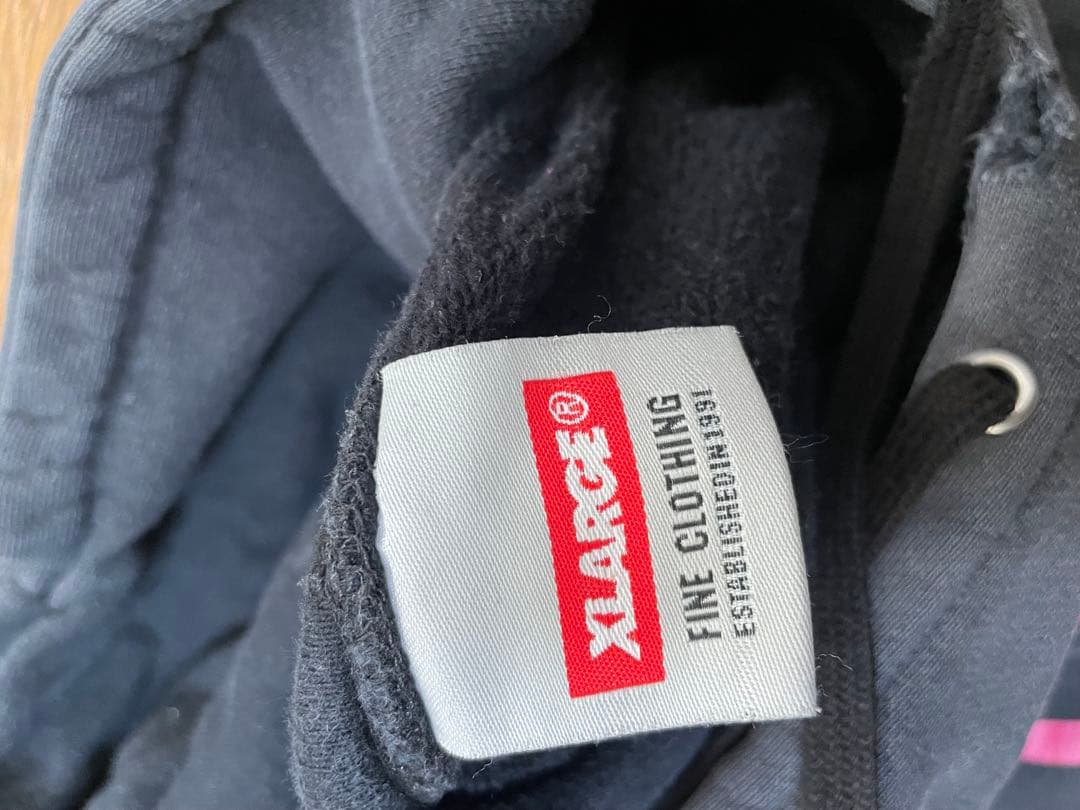 XLARGE®
FINE CLOTHING
ESTABLISHED IN 1991